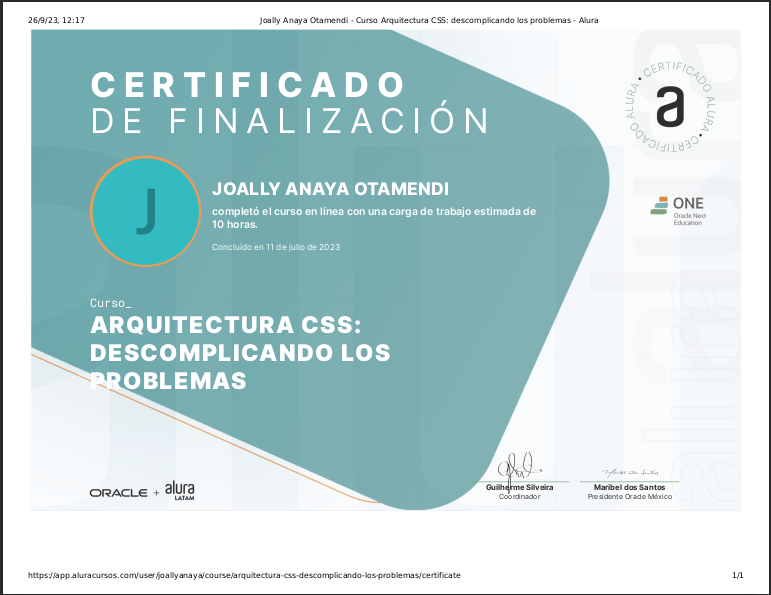 26/9/23, 12:17
Joally Anaya Otamendi - Curso Arquitectura CSS: descomplicando los problemas - Alura
CERTIFICADO
DE FINALIZACIÓN
CERTIFICADO ALURA • CERTIFICADO ALURA •
a
J
JOALLY ANAYA OTAMENDI
completó el curso en línea con una carga de trabajo estimada de
10 horas.
Concluído en 11 de julio de 2023
ONE
Oracle Next
Education
Curso_
ARQUITECTURA CSS:
DESCOMPLICANDO LOS
PROBLEMAS
ORACLE + alura
LATAM
Guilherme Silveira
Coordinador
Maribel dos Santos
Presidente Oracle México
https://app.aluracursos.com/user/joallyanaya/course/arquitectura-css-descomplicando-los-problemas/certificate
1/1